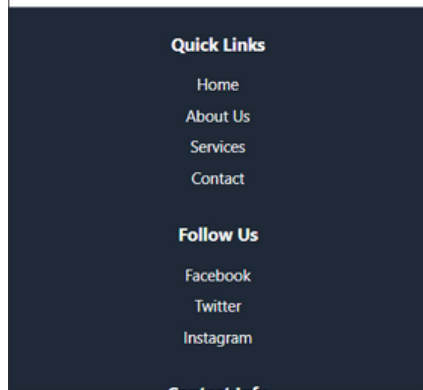 Quick Links
Home
About Us
Services
Contact
Follow Us
Facebook
Twitter
Instagram